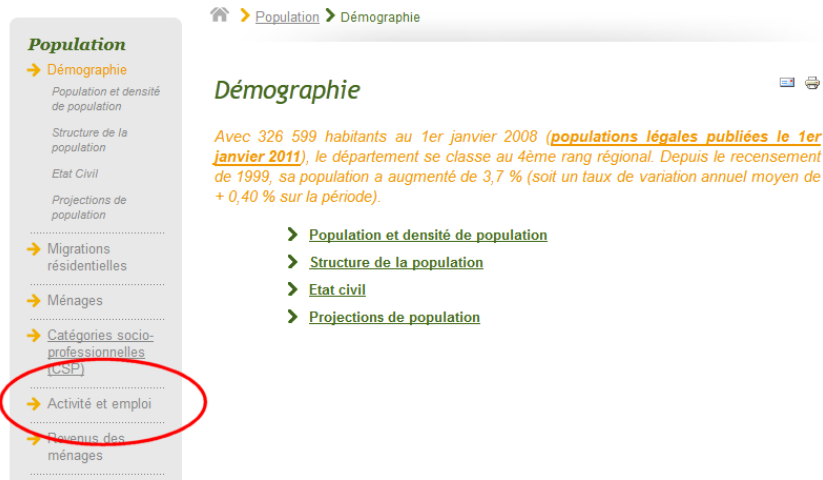 Population > Démographie
Population
Démographie
Population et densité
de population
Structure de la
population
Etat Civil
Projections de
population
Migrations
résidentielles
Ménages
Catégories socio-
professionnelles
(CSP)
Activité et emploi
Revenus des
ménages
Démographie
Avec 326 599 habitants au 1er janvier 2008 (populations légales publiées le 1er
janvier 2011), le département se classe au 4ème rang régional. Depuis le recensement
de 1999, sa population a augmenté de 3,7 % (soit un taux de variation annuel moyen de
+ 0,40 % sur la période).
Population et densité de population
Structure de la population
Etat civil
Projections de population